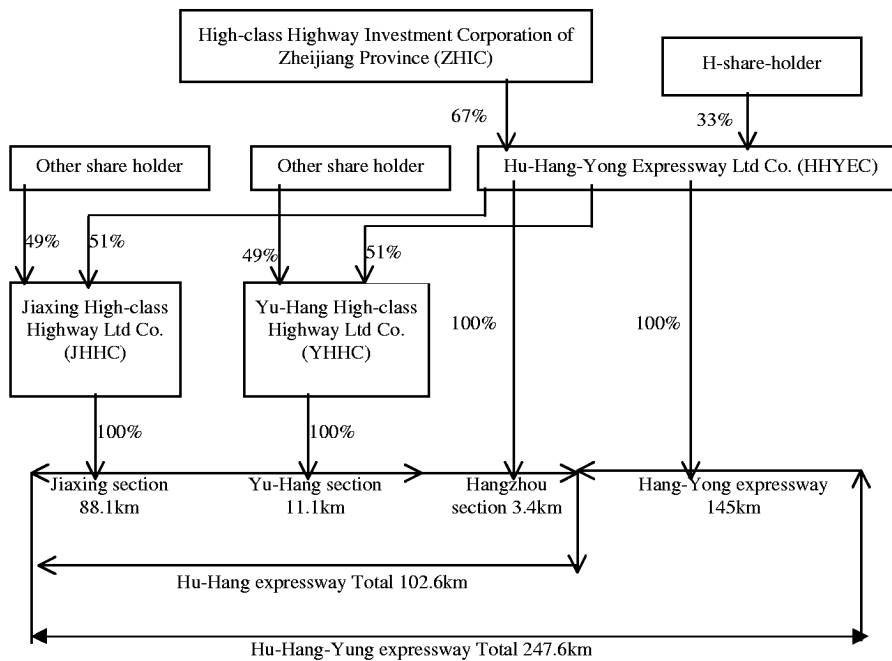 High-class Highway Investment Corporation of
Zheijiang Province (ZHIC)
H-share-holder
67%
33%
Other share holder
Other share holder
Hu-Hang-Yong Expressway Ltd Co. (HHYEC)
49%
51%
49%
51%
Jiaxing High-class
Highway Ltd Co.
(JHHC)
Yu-Hang High-class
Highway Ltd Co.
(YHHC)
100%
100%
100%
100%
Jiaxing section
88.1km
Yu-Hang section
11.1km
Hangzhou
section 3.4km
Hang-Yong expressway
145km
Hu-Hang expressway Total 102.6km
Hu-Hang-Yung expressway Total 247.6km